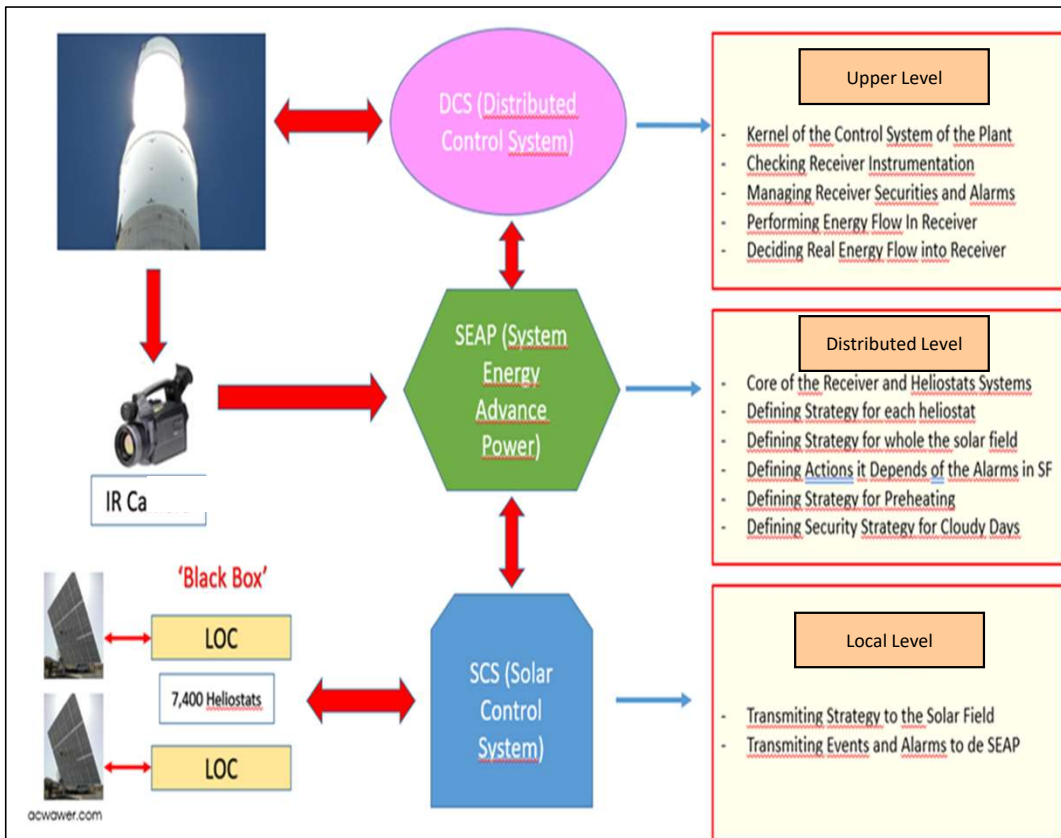 DCS (Distributed
Control System)
Upper Level
- Kernel of the Control System of the Plant
- Checking Receiver Instrumentation
- Managing Receiver Securities and Alarms
- Performing Energy Flow In Receiver
- Deciding Real Energy Flow into Receiver
SEAP (System
Energy
Advance
Power)
Distributed Level
- Core of the Receiver and Heliostats Systems
- Defining Strategy for each heliostat
- Defining Strategy for whole the solar field
- Defining Actions it Depends of the Alarms in SF
- Defining Strategy for Preheating
- Defining Security Strategy for Cloudy Days
IR
'Black Box'
LOC
7,400 Heliostats
LOC
acwawer.com
SCS (Solar
Control
System)
Local Level
- Transmiting Strategy to the Solar Field
- Transmiting Events and Alarms to de SEAP